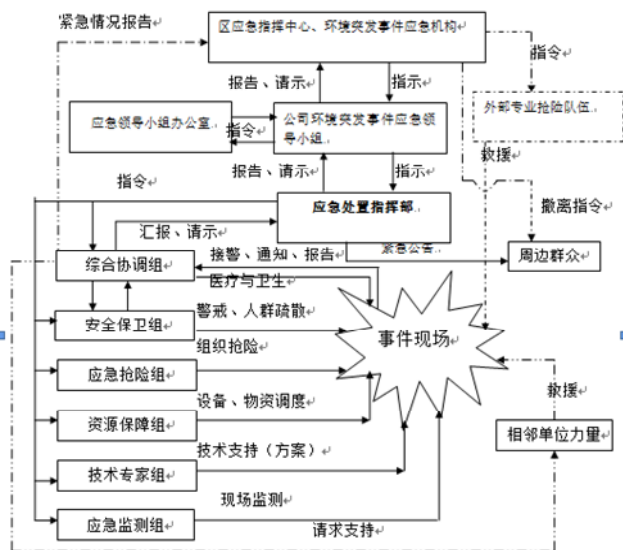 紧急情况报告
区应急指挥中心、环境突发事件应急机构
指令
报告、请示
指示
应急领导小组办公室
指令
公司环境突发事件应急领
导小组
外部专业抢险队伍
救援
报告、请示
指示
指令
应急处置指挥部
撤离指令
汇报、请示
接警、通知、报告
紧急公告
综合协调组
周边群众
医疗与卫生
安全保卫组
警戒、人群疏散
事件现场
组织抢险
应急抢险组
救援
设备、物资调度
资源保障组
相邻单位力量
技术支持（方案）
技术专家组
现场监测
应急监测组
请求支持